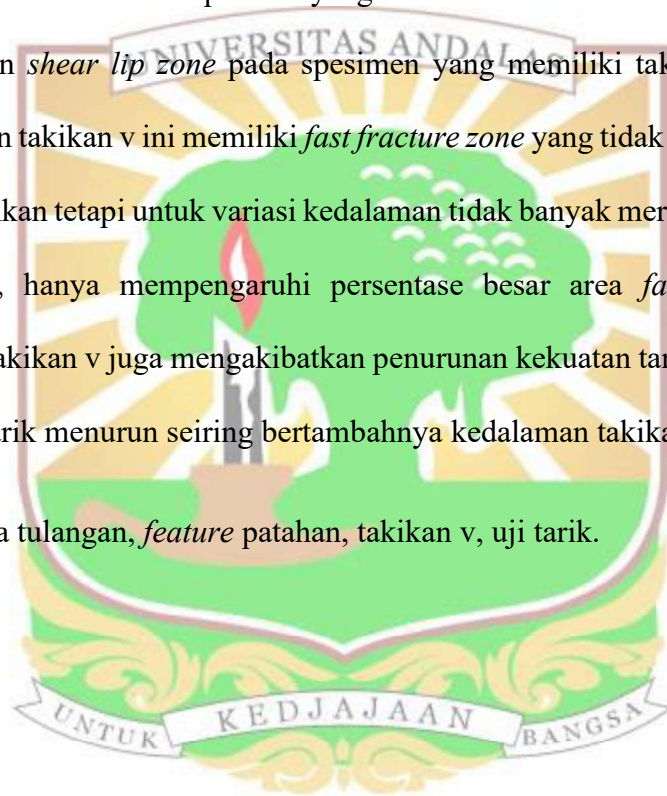 UNIVERSITAS ANDALAS
n shear lip zone pada spesimen yang memiliki tak
n takikan v ini memiliki fast fracture zone yang tidak
kan tetapi untuk variasi kedalaman tidak banyak mer
, hanya mempengaruhi persentase besar area fa
akikan v juga mengakibatkan penurunan kekuatan tar
arik menurun seiring bertambahnya kedalaman takika
a tulangan, feature patahan, takikan v, uji tarik.
UNTUK KEDJAJAAN BANGSA